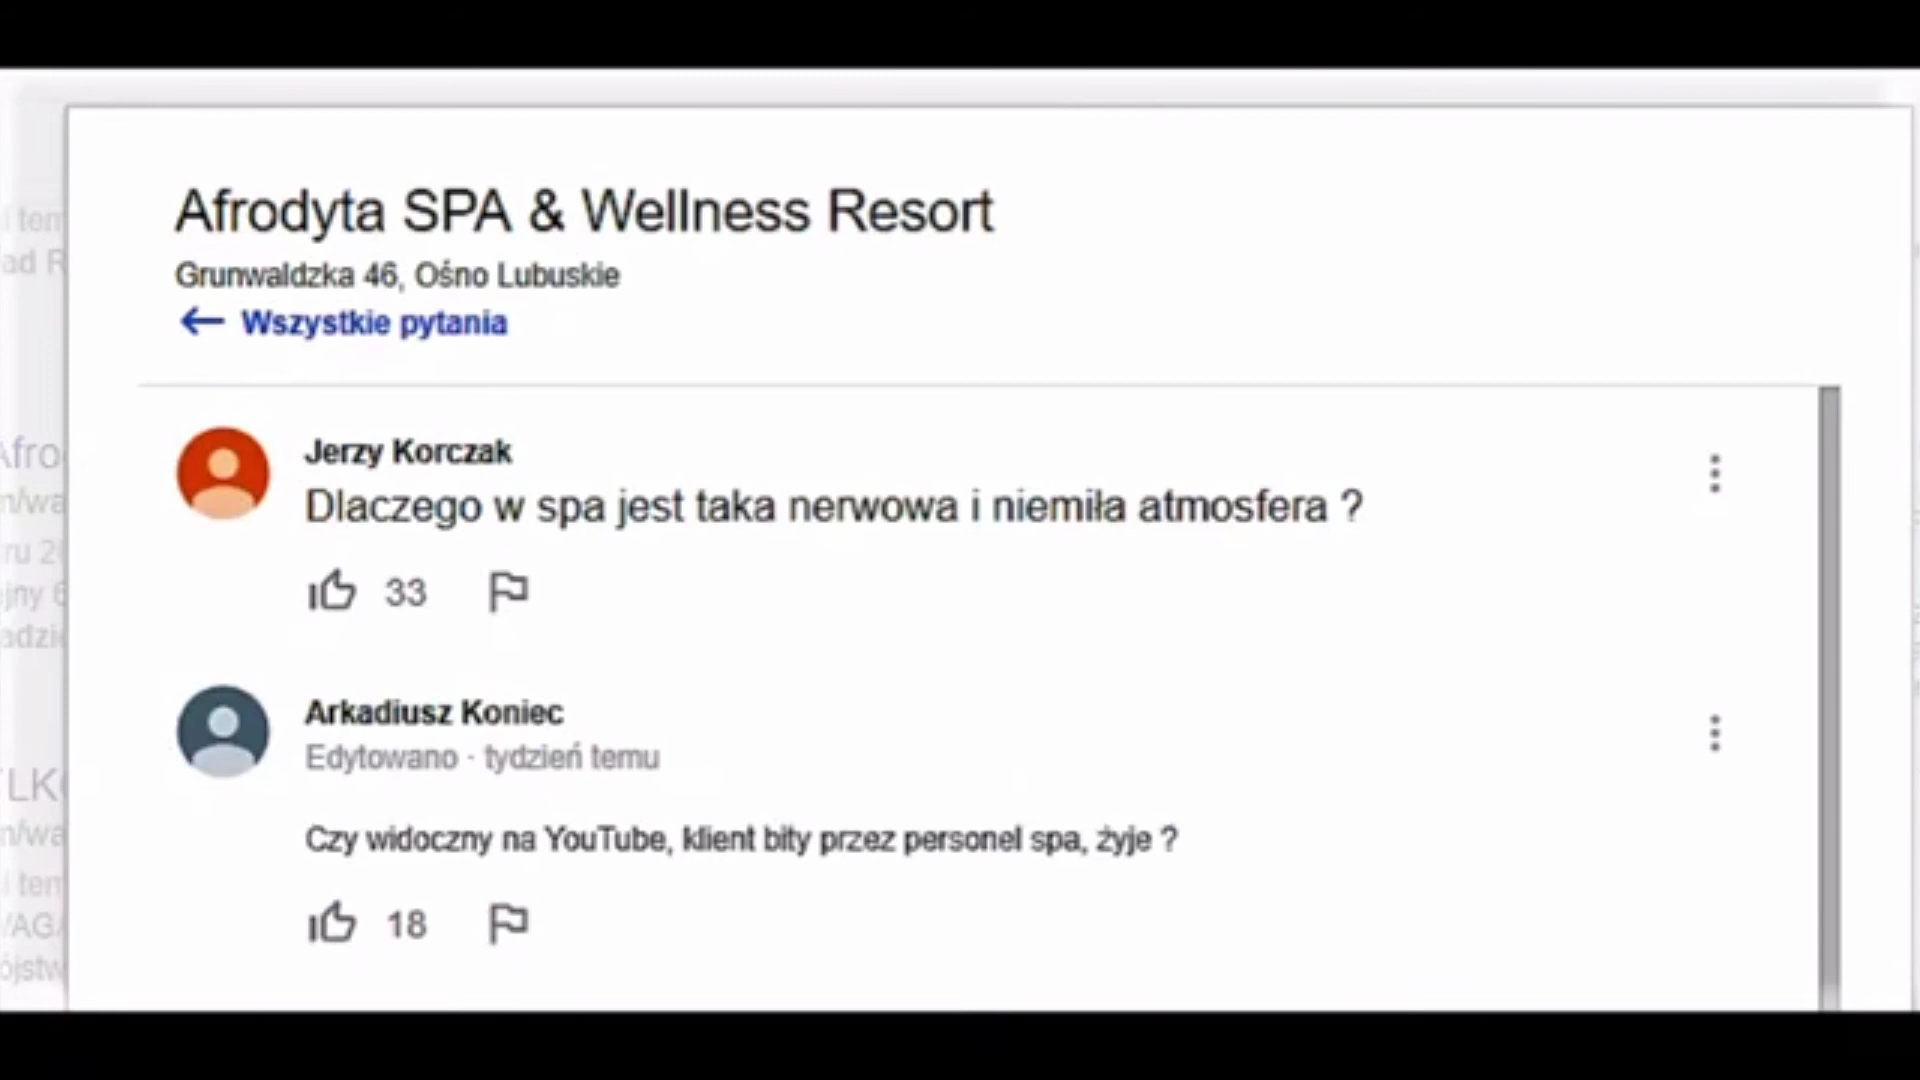 Afrodyta SPA & Wellness Resort
Grunwaldzka 46, Ośno Lubuskie
Wszystkie pytania
Jerzy Korczak
Dlaczego w spa jest taka nerwowa i niemiła atmosfera ?
33
Arkadiusz Koniec
Edytowano · tydzień temu
Czy widoczny na YouTube, klient bity przez personel spa, żyje ?
18